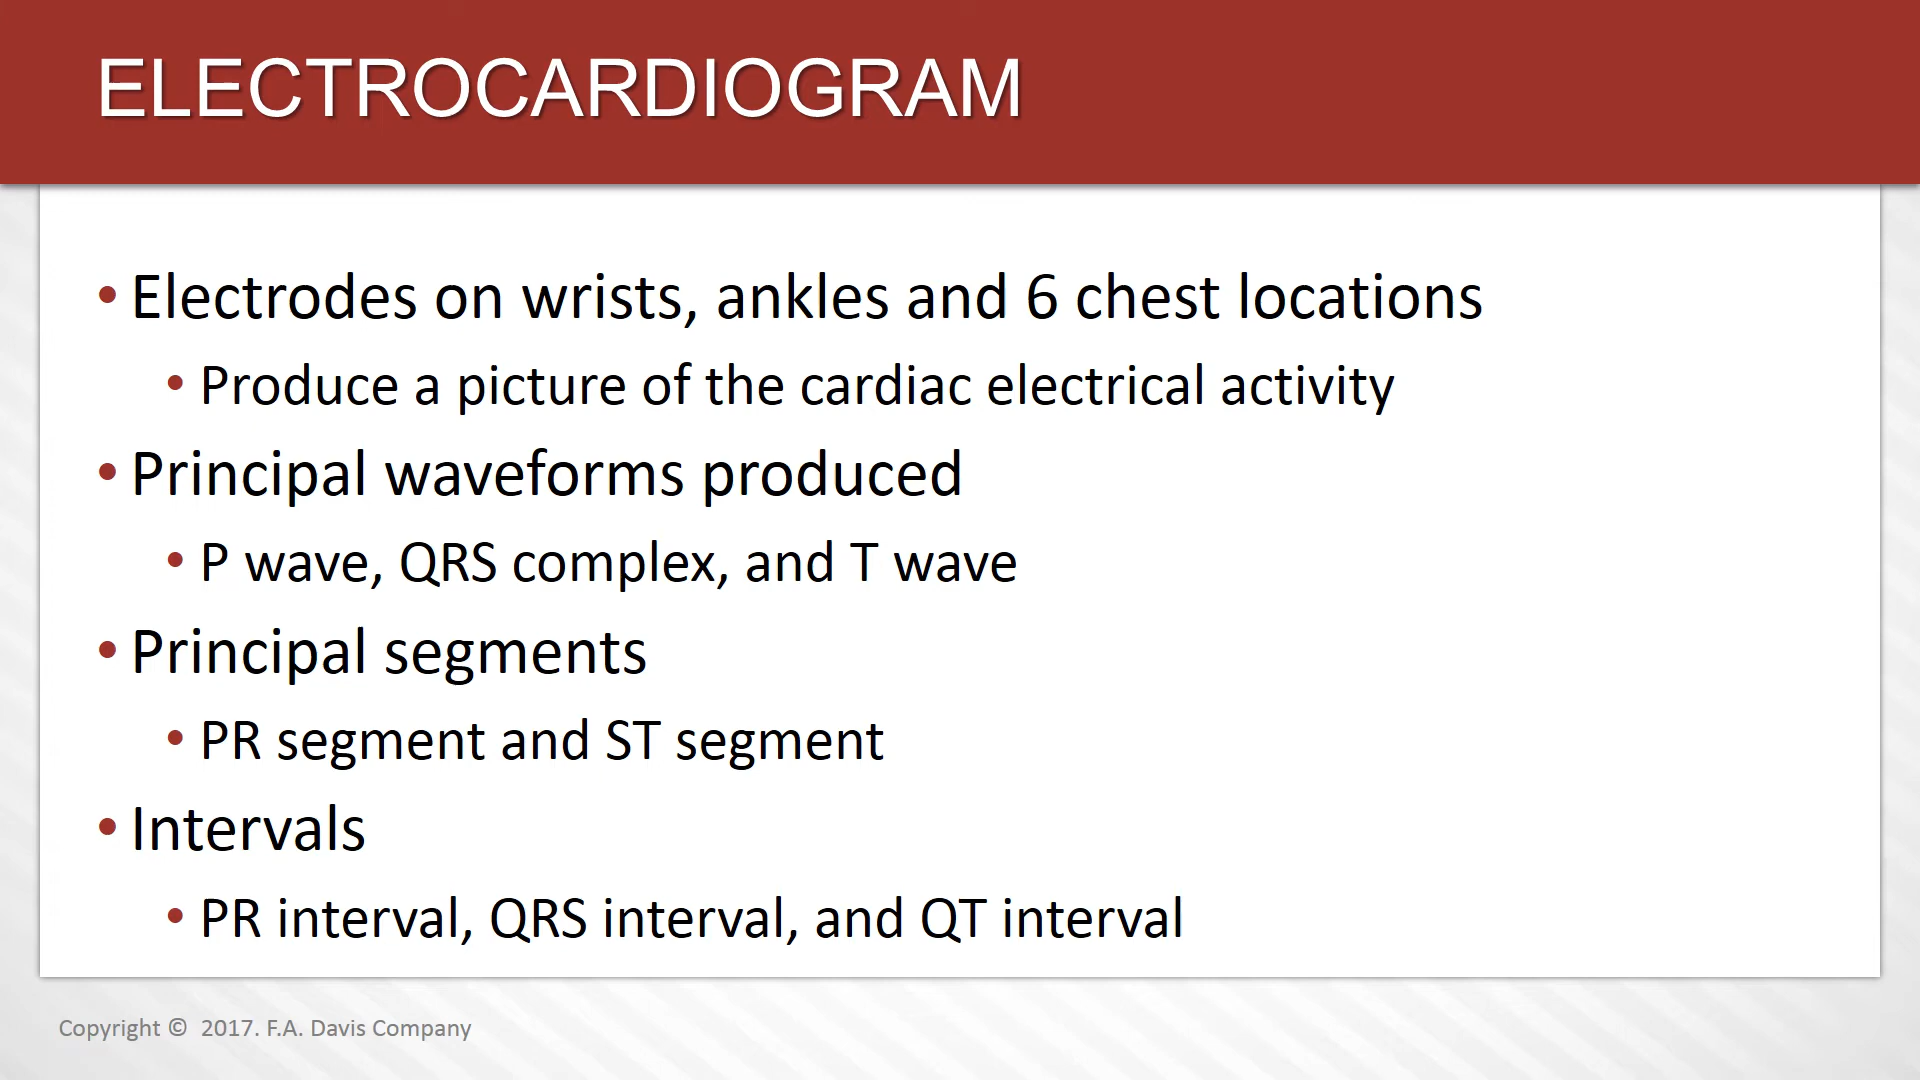 ELECTROCARDIOGRAM
• Electrodes on wrists, ankles and 6 chest locations
• Produce a picture of the cardiac electrical activity
• Principal waveforms produced
• P wave, QRS complex, and T wave
• Principal segments
• PR segment and ST segment
• Intervals
• PR interval, QRS interval, and QT interval
Copyright © 2017. F.A. Davis Company